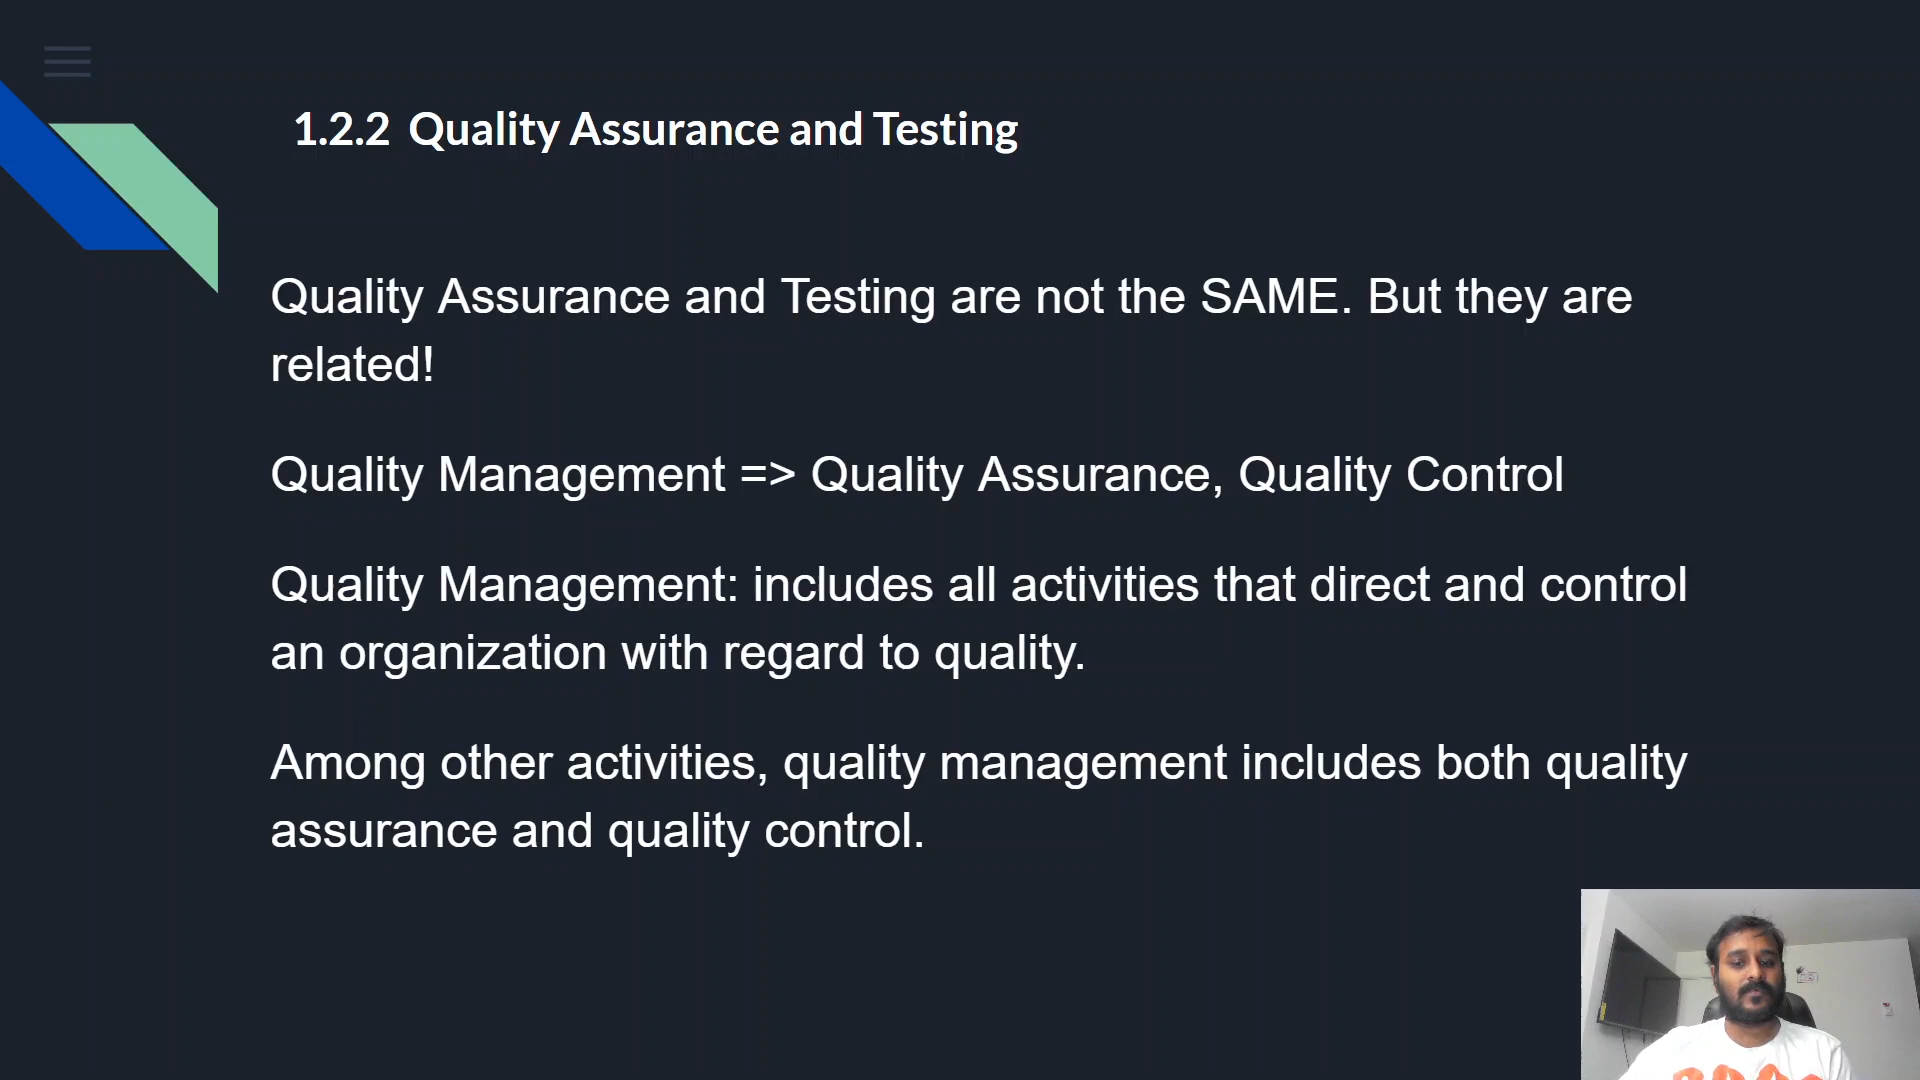 1.2.2 Quality Assurance and Testing
Quality Assurance and Testing are not the SAME. But they are
related!
Quality Management => Quality Assurance, Quality Control
Quality Management: includes all activities that direct and control
an organization with regard to quality.
Among other activities, quality management includes both quality
assurance and quality control.